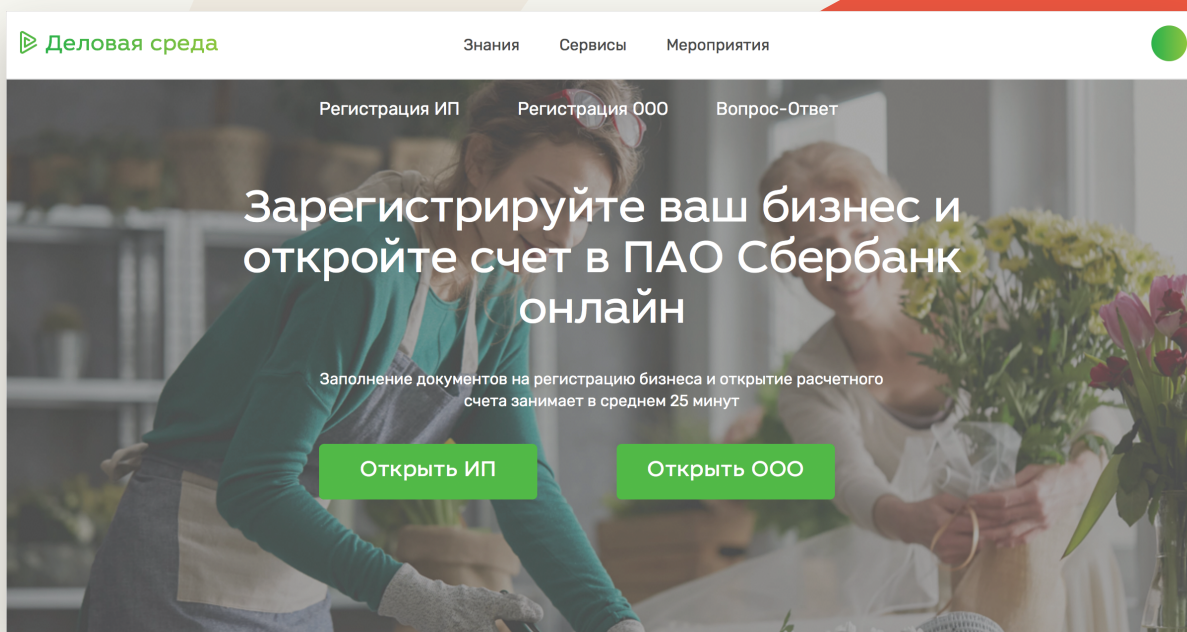 Деловая среда
Знания Сервисы Мероприятия
Регистрация ИП Регистрация ООО Вопрос-Ответ
Зарегистрируйте ваш бизнес и
откройте счет в ПАО Сбербанк
онлайн
Заполнение документов на регистрацию бизнеса и открытие расчетного
счета занимает в среднем 25 минут
Открыть ИП Открыть ООО